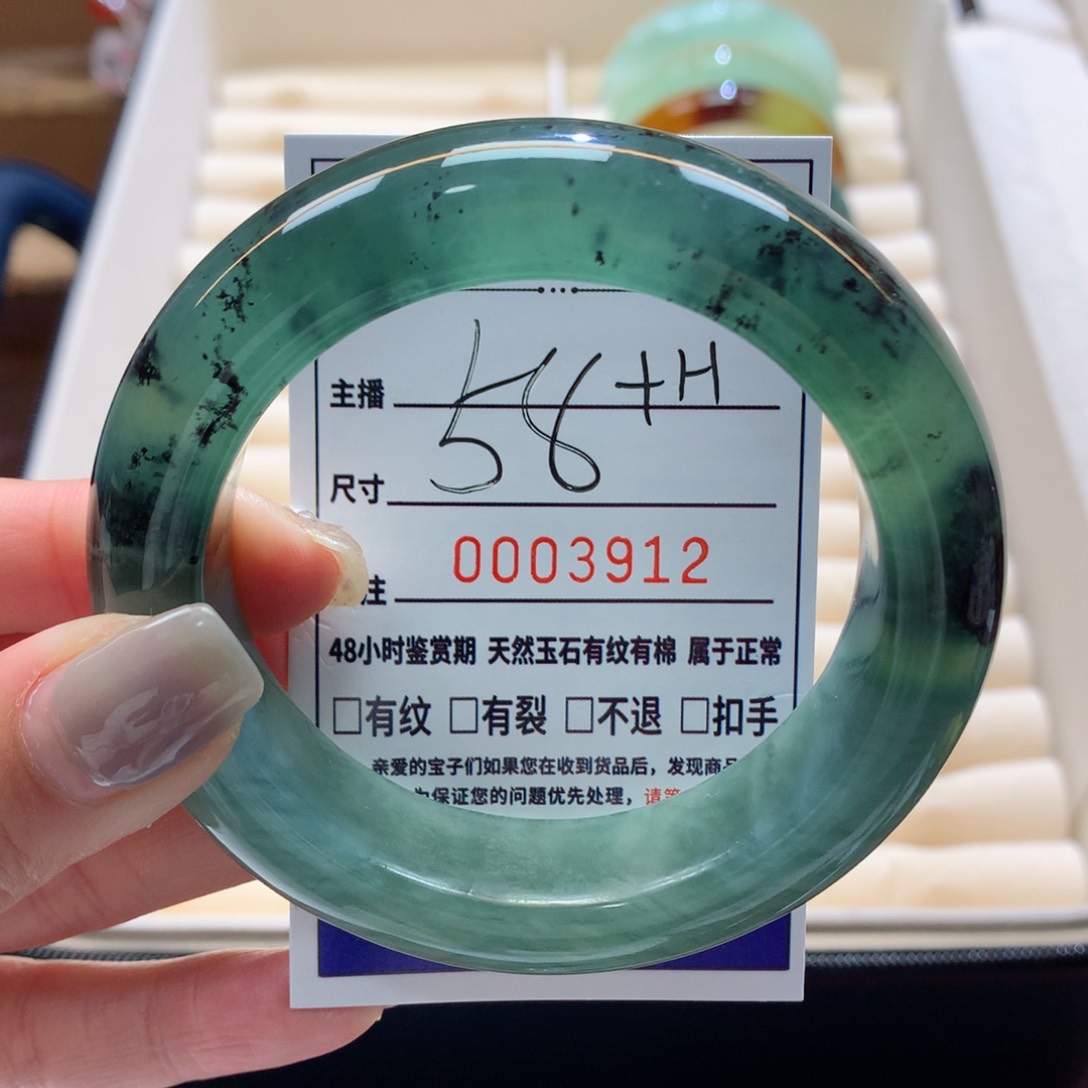 58+H
主播
尺寸
0003912
注
48小时鉴赏期 天然玉石有纹有棉 属于正常
□有纹 □有裂 □不退 □扣手
亲爱的宝子们如果您在收到货品后，发现商品
为保证您的问题优先处理，请